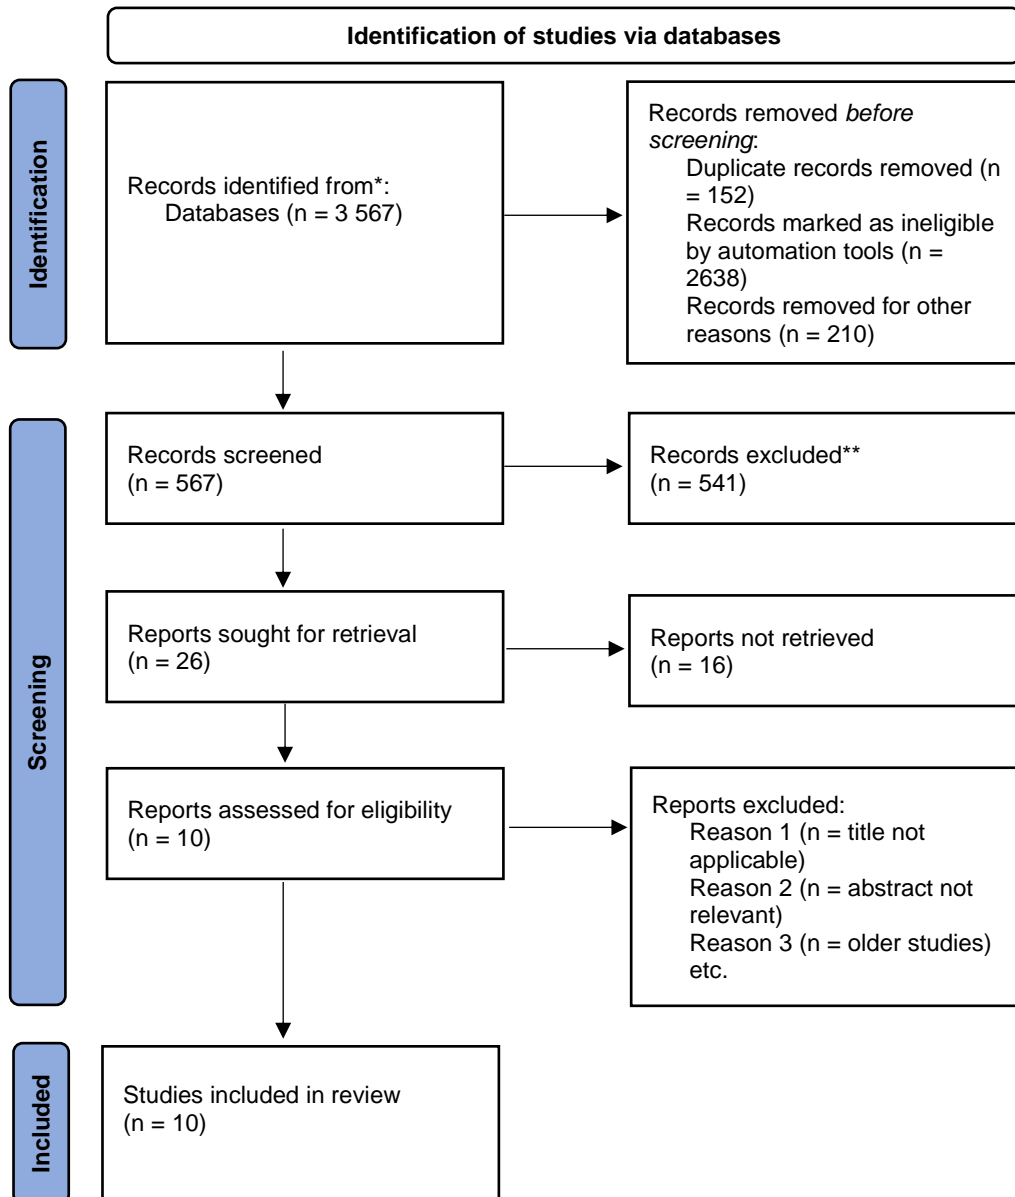 Identification of studies via databases
Identification
Records identified from*:
Databases (n = 3 567)
Records removed before
screening:
Duplicate records removed (n
= 152)
Records marked as ineligible
by automation tools (n =
2638)
Records removed for other
reasons (n = 210)
Screening
Records screened
(n = 567)
Records excluded**
(n = 541)
Reports sought for retrieval
(n = 26)
Reports not retrieved
(n = 16)
Reports assessed for eligibility
(n = 10)
Reports excluded:
Reason 1 (n = title not
applicable)
Reason 2 (n = abstract not
relevant)
Reason 3 (n = older studies)
etc.
Included
Studies included in review
(n = 10)